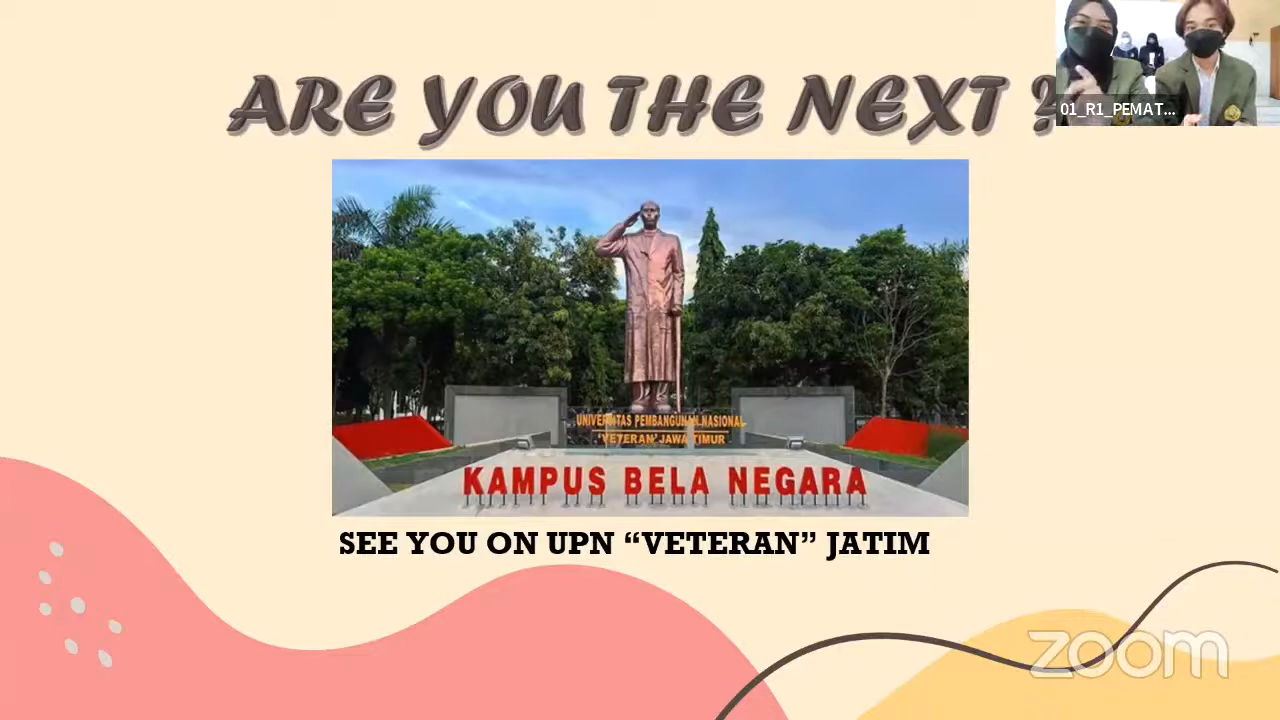 ARE YOU THE NEXT ?
01_R1_PEMAT...
UNIVERSITAS PEMBANGUNAN NASIONAL
"VETERAN" JAWA TIMUR
KAMPUS BELA NEGARA
SEE YOU ON UPN “VETERAN” JATIM
zoom